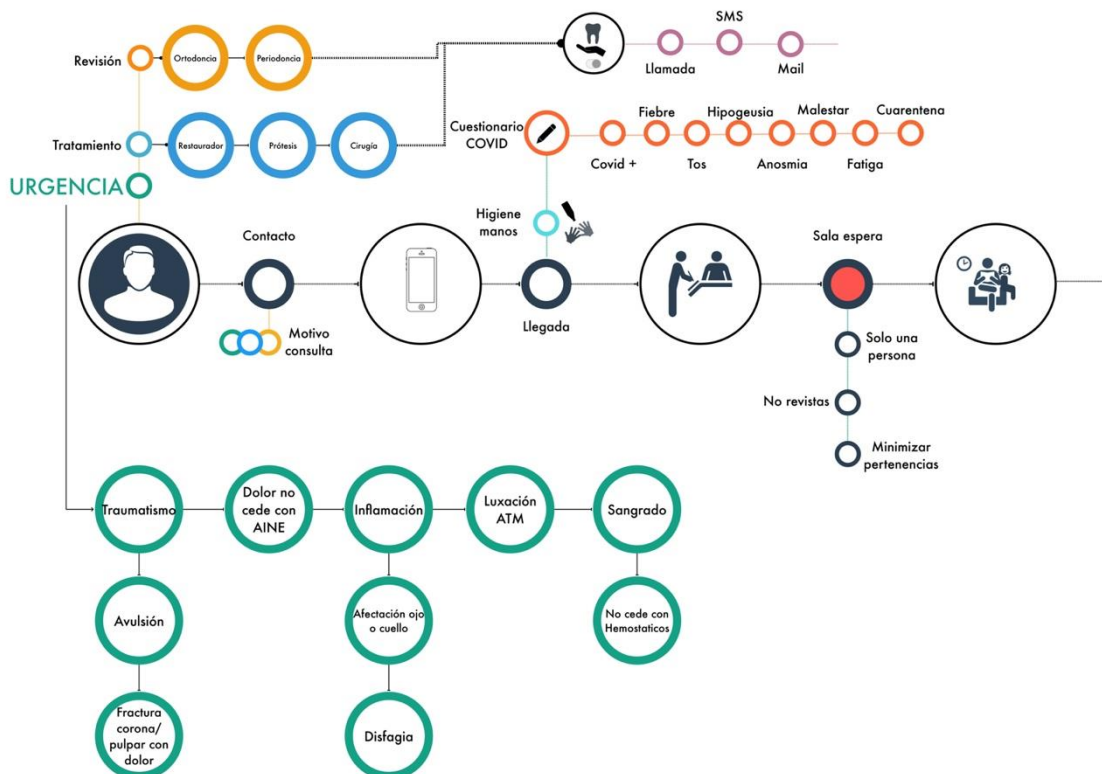 SMS
Revisión
Ortodoncia
Periodoncia
Llamada
Mail
Tratamiento
Restaurador
Prótesis
Cirugía
Cuestionario
COVID
Fiebre
Hipogeusia
Malestar
Cuarentena
Covid +
Tos
Anosmia
Fatiga
URGENCIA
Higiene
manos
Contacto
Sala espera
Llegada
Motivo
consulta
Solo una
persona
No revistas
Minimizar
pertenencias
Traumatismo
Dolor no
cede con
AINE
Inflamación
Luxación
ATM
Sangrado
Avulsión
Afectación ojo
o cuello
No cede con
Hemostaticos
Fractura
corona/
pulpar con
dolor
Disfagia